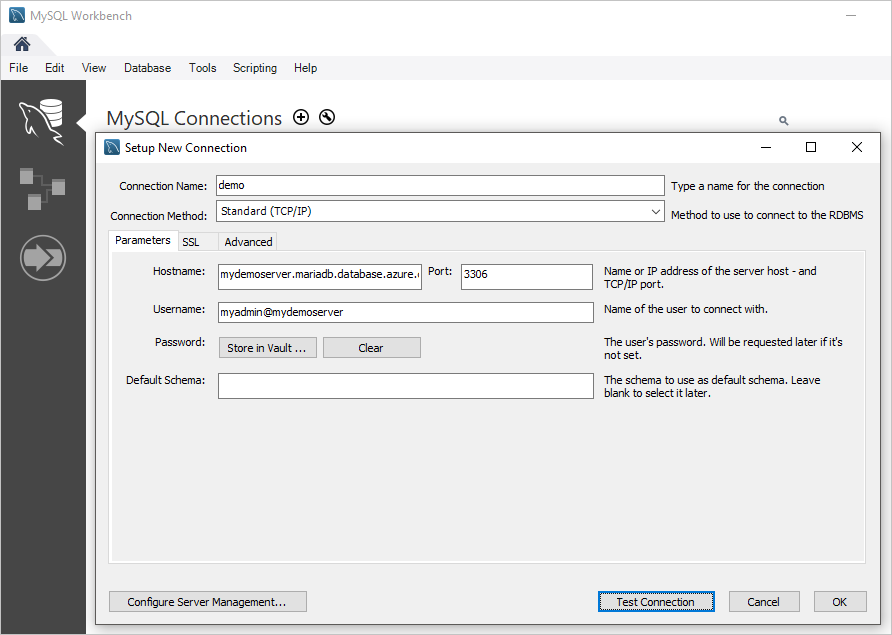 MySQL Workbench
File Edit View Database Tools Scripting Help
MySQL Connections
Setup New Connection
Connection Name: demo Type a name for the connection
Connection Method: Standard (TCP/IP) Method to use to connect to the RDBMS
Parameters SSL Advanced
Hostname: mydemoserver.mariadb.database.azure. Port: 3306 Name or IP address of the server host - and
TCP/IP port.
Username: myadmin@mydemoserver Name of the user to connect with.
Password: Store in Vault ... Clear The user's password. Will be requested later if it's
not set.
Default Schema: The schema to use as default schema. Leave
blank to select it later.
Configure Server Management... Test Connection Cancel OK